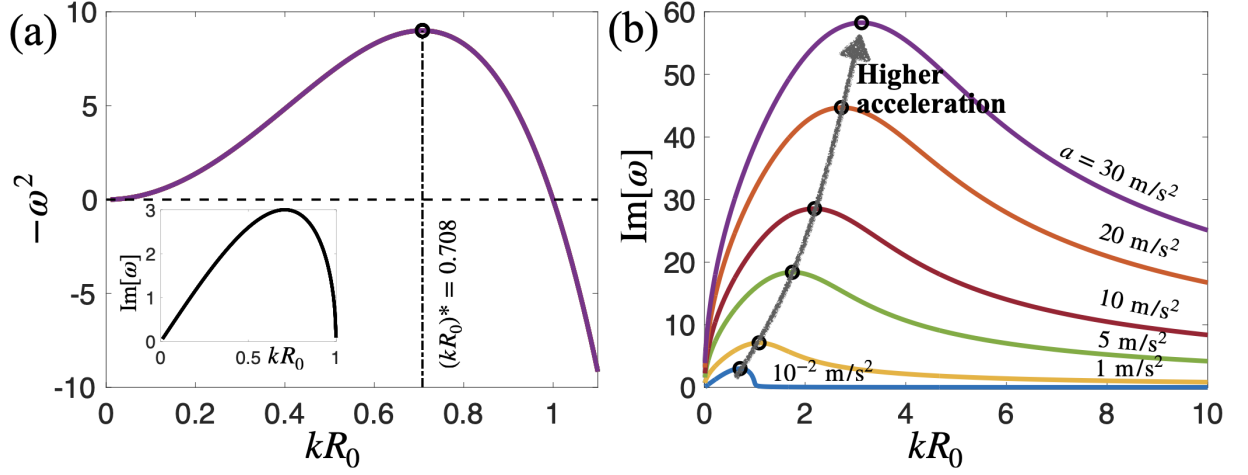 (a)
10
5
0
-5
-10
−ω²
0
0.2
0.4
0.6
0.8
1
kR₀
(kR₀)* = 0.708
3
2
1
0
Im[ω]
0.5
kR₀
1
(b)
60
50
40
30
20
10
0
Im[ω]
0
2
4
6
8
10
kR₀
Higher
acceleration
a = 30 m/s²
20 m/s²
10 m/s²
5 m/s²
1 m/s²
10⁻² m/s²